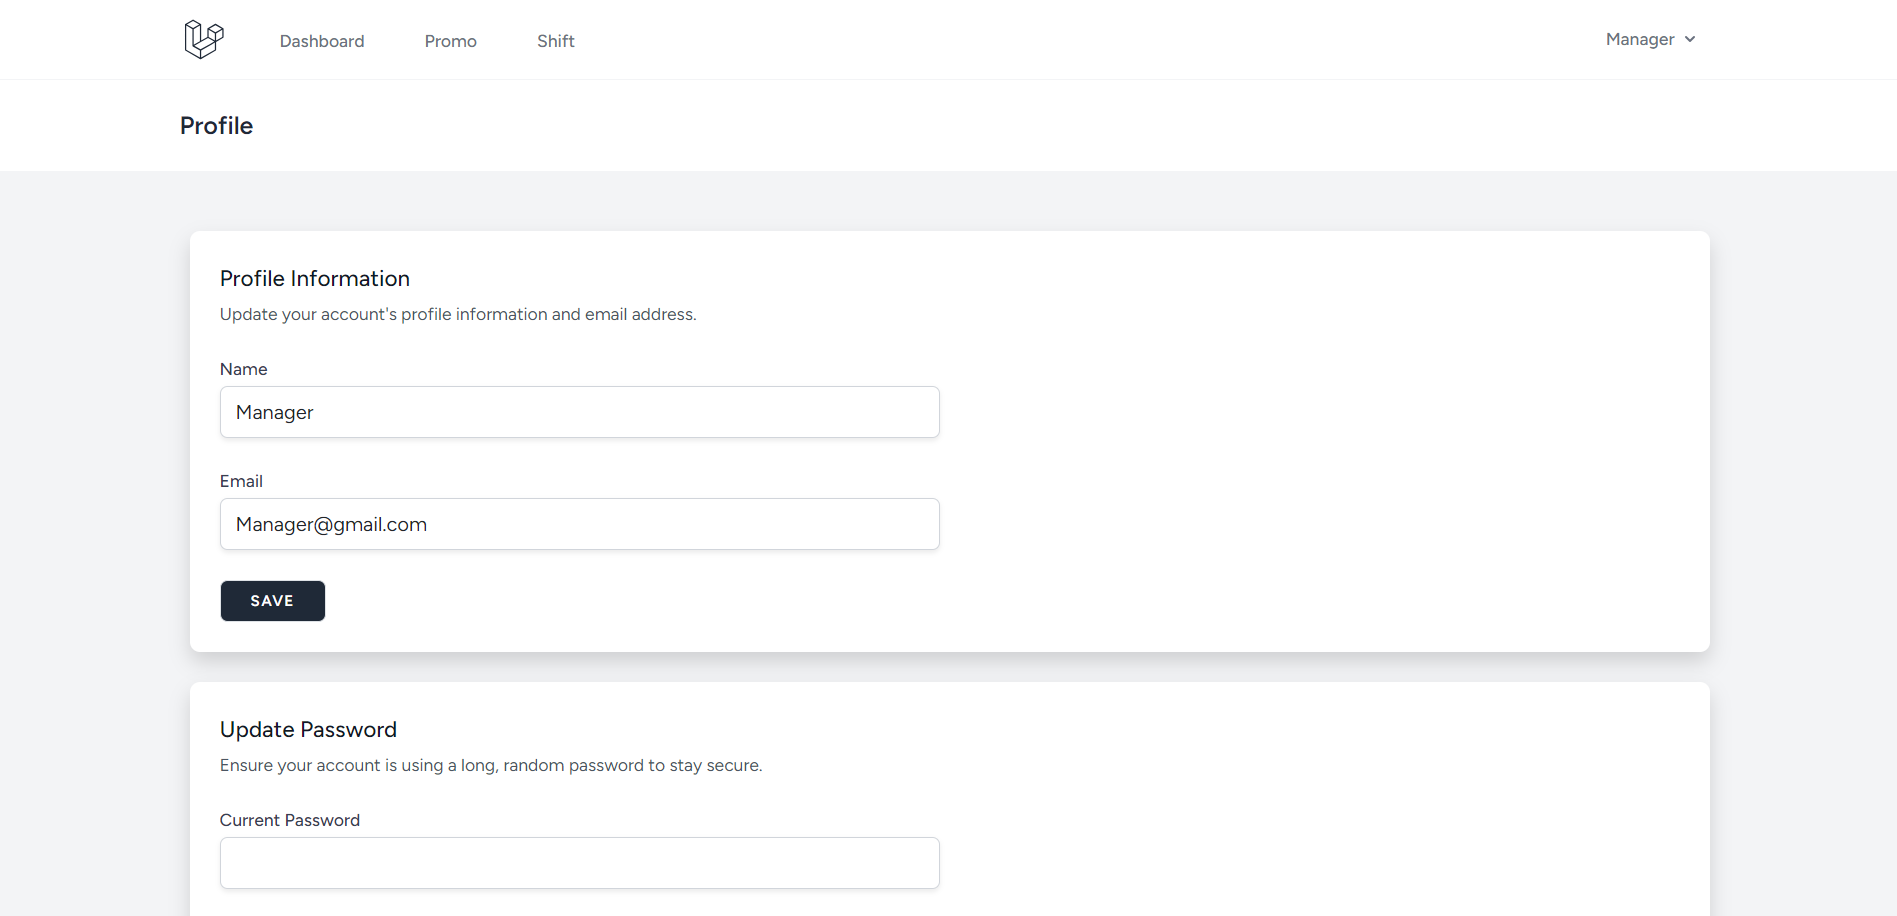 Dashboard Promo Shift Manager
Profile
Profile Information
Update your account's profile information and email address.
Name
Manager
Email
Manager@gmail.com
SAVE
Update Password
Ensure your account is using a long, random password to stay secure.
Current Password